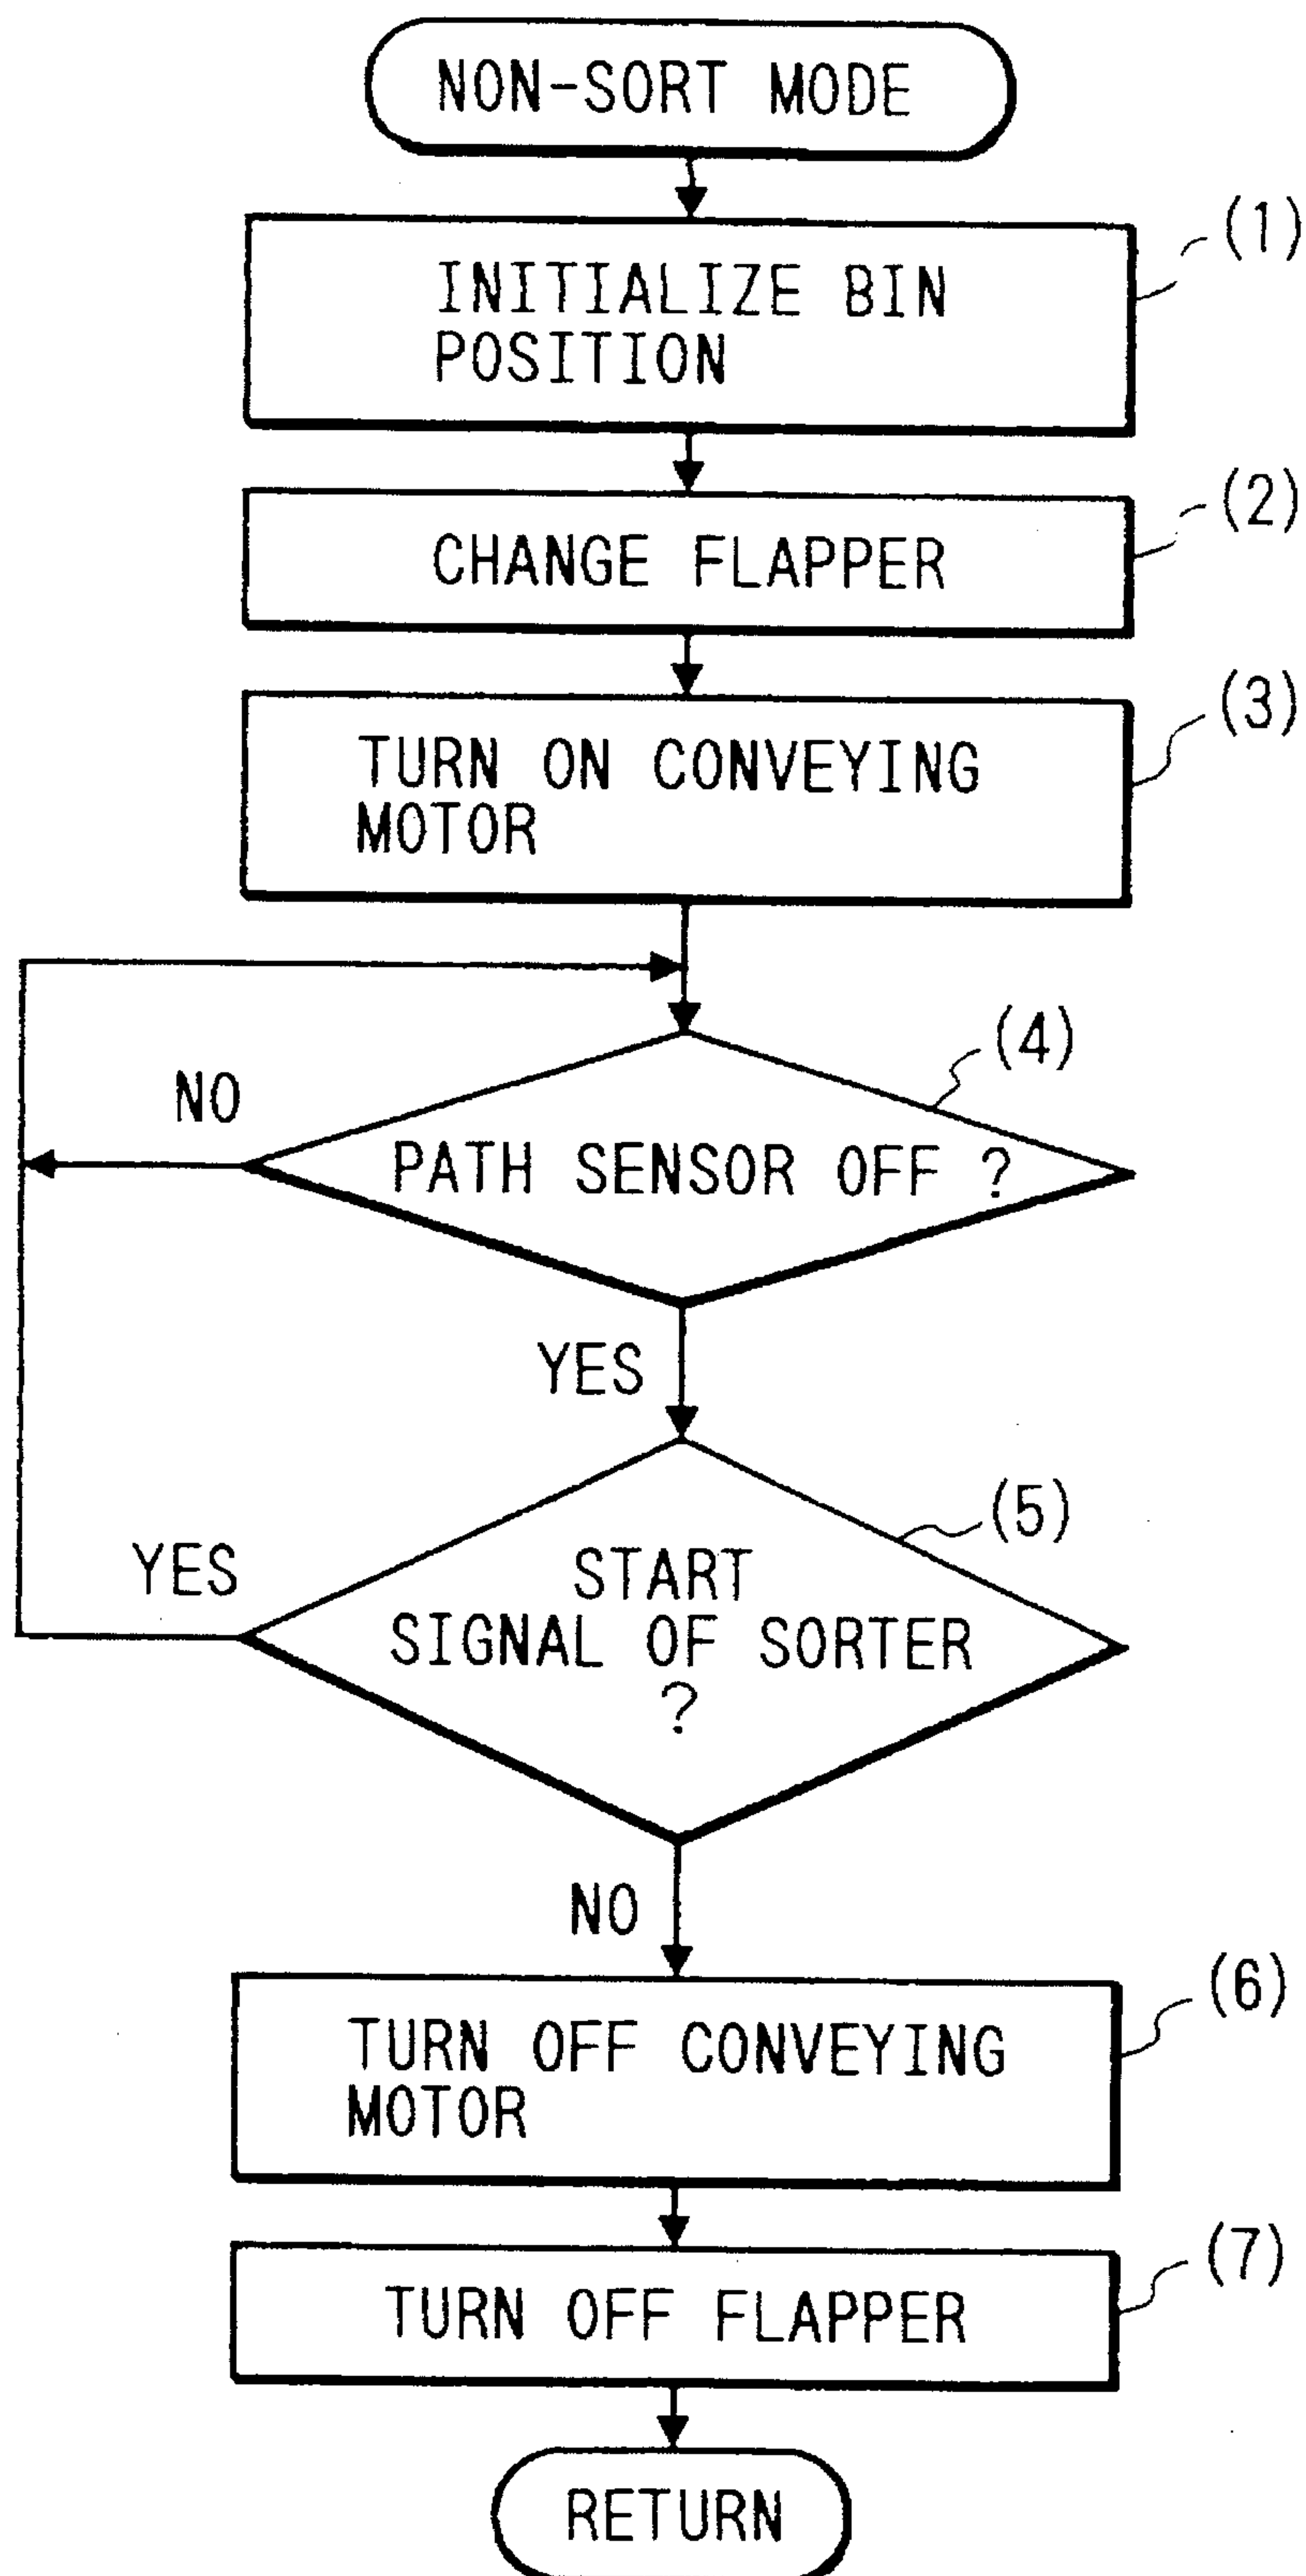 NON-SORT MODE
(1)
INITIALIZE BIN
POSITION
(2)
CHANGE FLAPPER
(3)
TURN ON CONVEYING
MOTOR
(4)
NO
PATH SENSOR OFF ?
YES
(5)
YES
START
SIGNAL OF SORTER
?
NO
(6)
TURN OFF CONVEYING
MOTOR
(7)
TURN OFF FLAPPER
RETURN